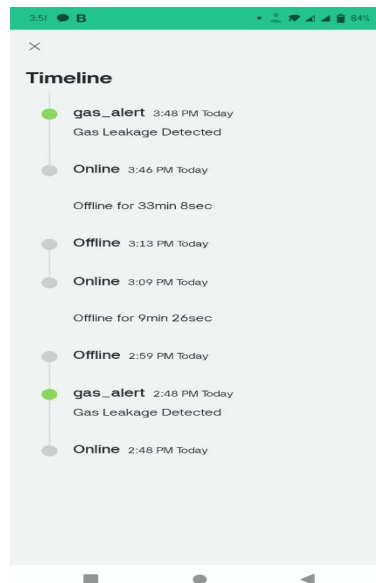 3:51 B 84%
Timeline
gas_alert 3:48 PM Today
Gas Leakage Detected
Online 3:46 PM Today
Offline for 33min 8sec
Offline 3:13 PM Today
Online 3:09 PM Today
Offline for 9min 26sec
Offline 2:59 PM Today
gas_alert 2:48 PM Today
Gas Leakage Detected
Online 2:48 PM Today